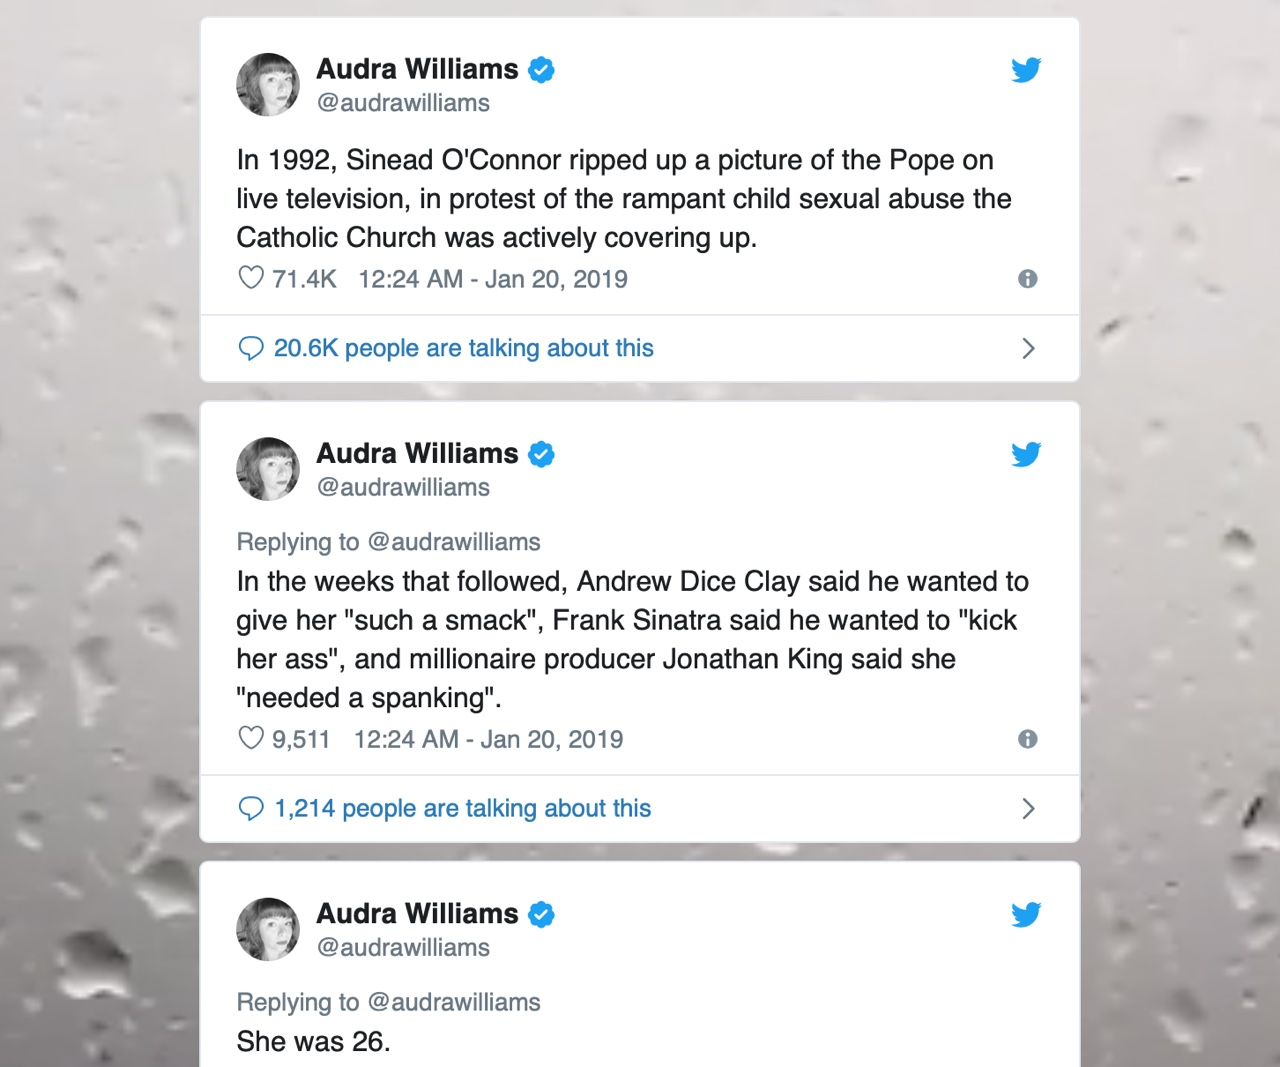 Audra Williams
@audrawilliams
In 1992, Sinead O'Connor ripped up a picture of the Pope on
live television, in protest of the rampant child sexual abuse the
Catholic Church was actively covering up.
71.4K 12:24 AM - Jan 20, 2019
20.6K people are talking about this
Audra Williams
@audrawilliams
Replying to @audrawilliams
In the weeks that followed, Andrew Dice Clay said he wanted to
give her "such a smack", Frank Sinatra said he wanted to "kick
her ass", and millionaire producer Jonathan King said she
"needed a spanking".
9,511 12:24 AM - Jan 20, 2019
1,214 people are talking about this
Audra Williams
@audrawilliams
Replying to @audrawilliams
She was 26.